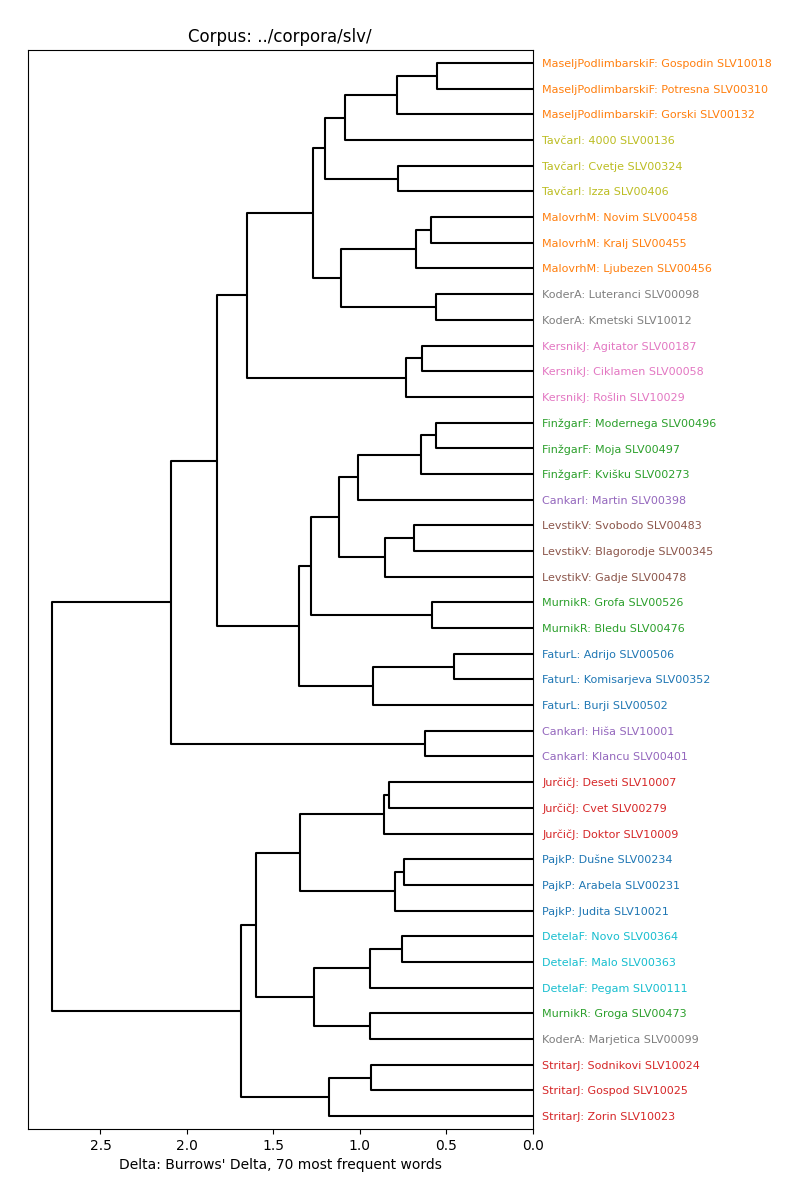 Corpus: ../corpora/slv/
MaseljPodlimbarskiF: Gospodin SLV10018
MaseljPodlimbarskiF: Potresna SLV00310
MaseljPodlimbarskiF: Gorski SLV00132
TavčarI: 4000 SLV00136
TavčarI: Cvetje SLV00324
TavčarI: Izza SLV00406
MalovrhM: Novim SLV00458
MalovrhM: Kralj SLV00455
MalovrhM: Ljubezen SLV00456
KoderA: Luteranci SLV00098
KoderA: Kmetski SLV10012
KersnikJ: Agitator SLV00187
KersnikJ: Ciklamen SLV00058
KersnikJ: Rošlin SLV10029
FinžgarF: Modernega SLV00496
FinžgarF: Moja SLV00497
FinžgarF: Kvišku SLV00273
CankarI: Martin SLV00398
LevstikV: Svobodo SLV00483
LevstikV: Blagorodje SLV00345
LevstikV: Gadje SLV00478
MurnikR: Grofa SLV00526
MurnikR: Bledu SLV00476
FaturL: Adrijo SLV00506
FaturL: Komisarjeva SLV00352
FaturL: Burji SLV00502
CankarI: Hiša SLV10001
CankarI: Klancu SLV00401
JurčičJ: Deseti SLV10007
JurčičJ: Cvet SLV00279
JurčičJ: Doktor SLV10009
PajkP: Dušne SLV00234
PajkP: Arabela SLV00231
PajkP: Judita SLV10021
DetelaF: Novo SLV00364
DetelaF: Malo SLV00363
DetelaF: Pegam SLV00111
MurnikR: Groga SLV00473
KoderA: Marjetica SLV00099
StritarJ: Sodnikovi SLV10024
StritarJ: Gospod SLV10025
StritarJ: Zorin SLV10023
2.5 2.0 1.5 1.0 0.5 0.0
Delta: Burrows' Delta, 70 most frequent words